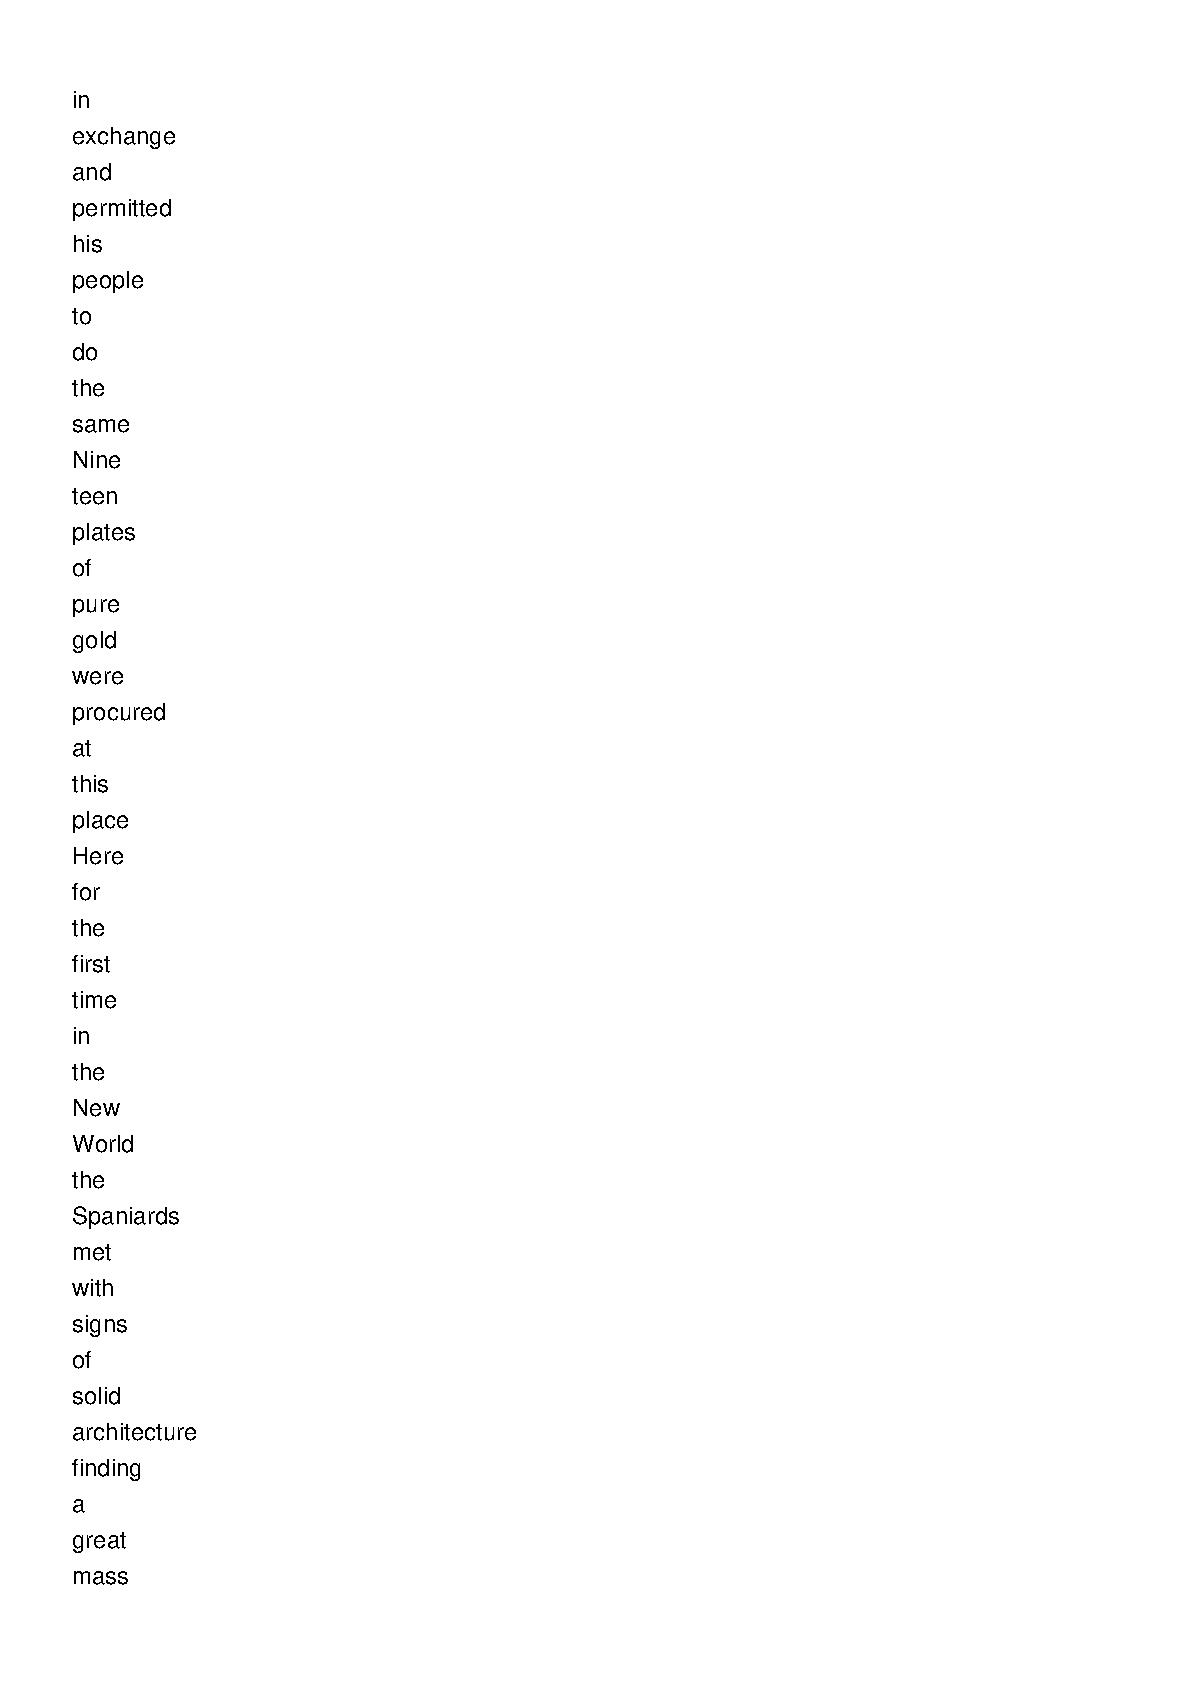 in
exchange
and
permitted
his
people
to
do
the
same
Nine
teen
plates
of
pure
gold
were
procured
at
this
place
Here
for
the
first
time
in
the
New
World
the
Spaniards
met
with
signs
of
solid
architecture
finding
a
great
mass